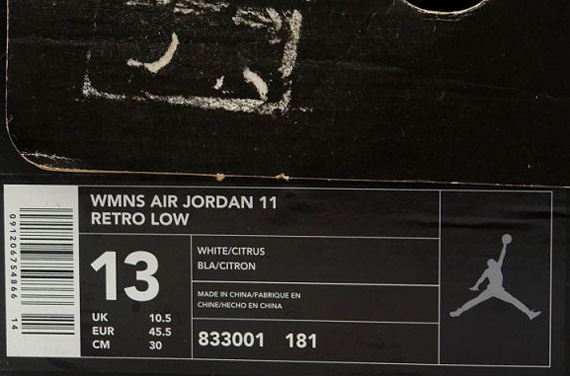 WMNS AIR JORDAN 11
RETRO LOW
13
UK 10.5
EUR 45.5
CM 30
WHITE/CITRUS
BLA/CITRON
MADE IN CHINA/FABRIQUE EN
CHINE/HECHO EN CHINA
833001 181
091206754866 14